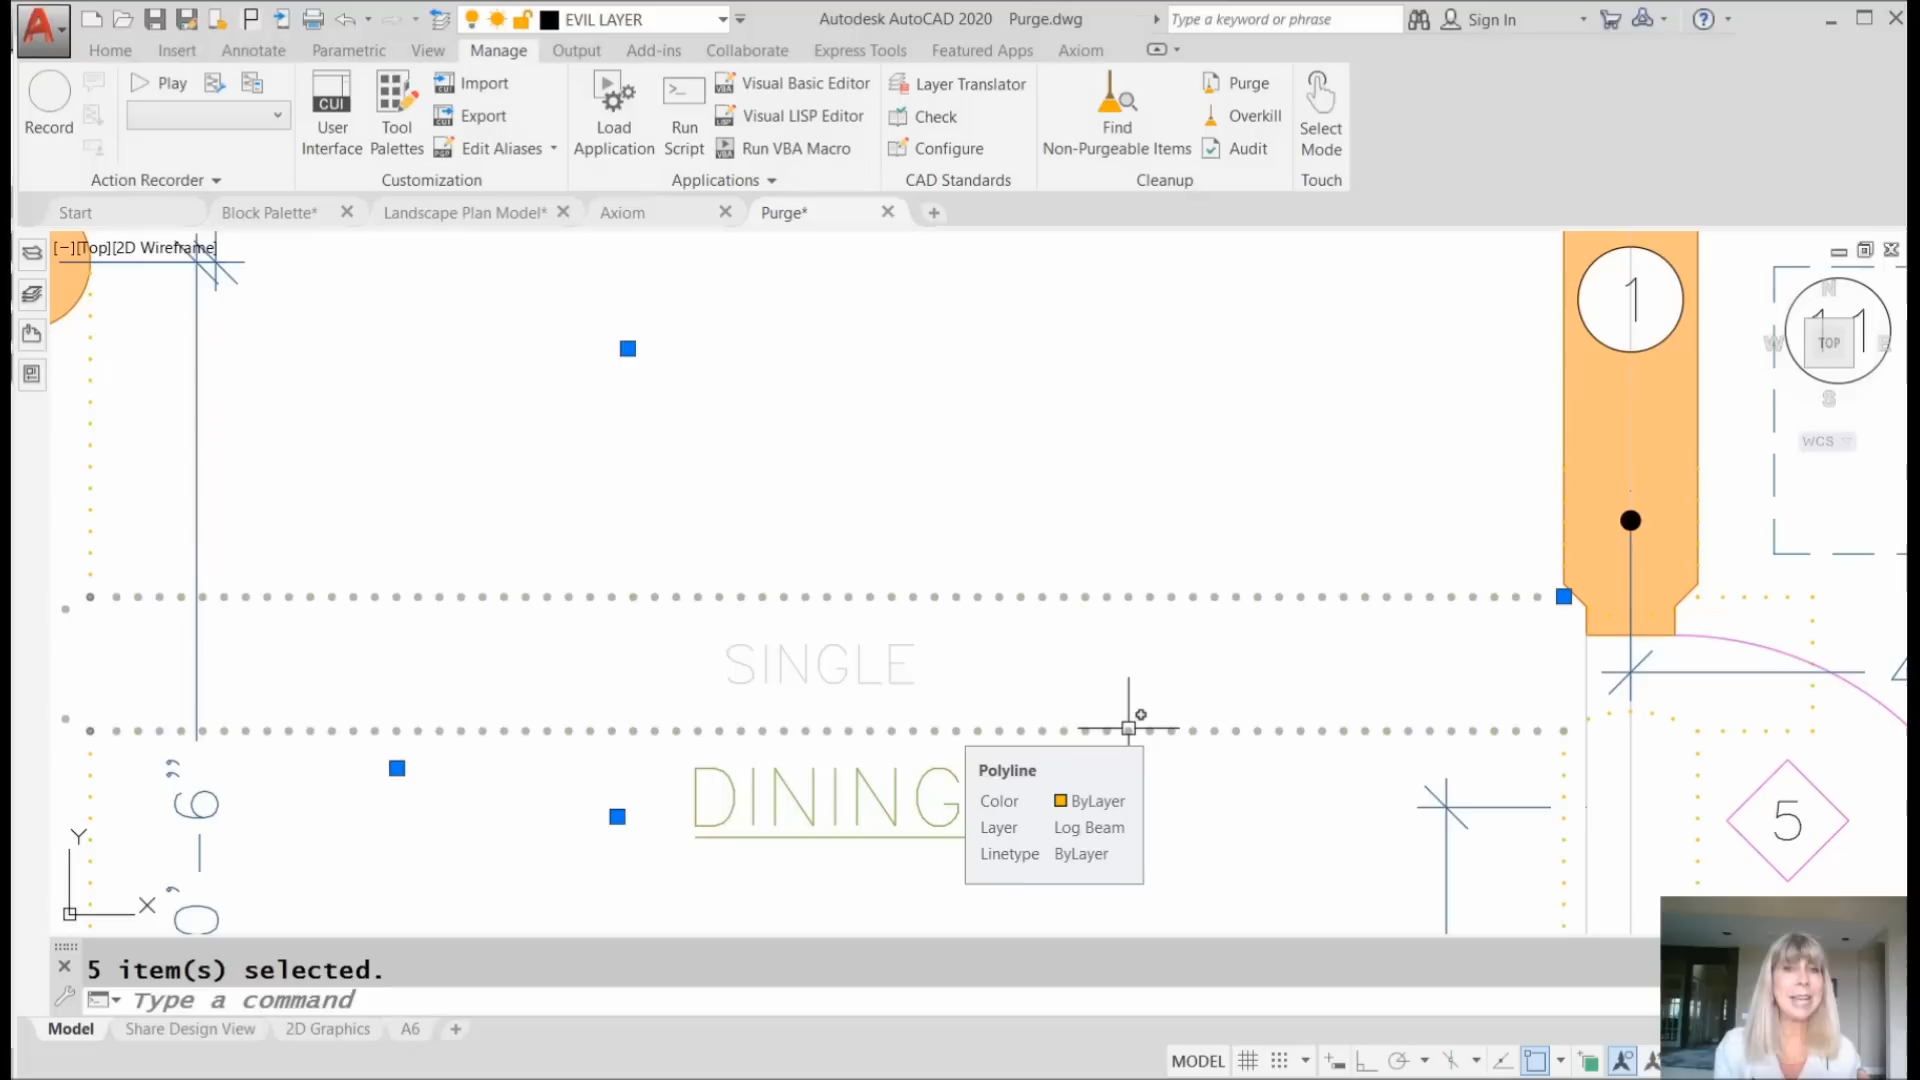 EVIL LAYER
Autodesk AutoCAD 2020 Purge.dwg
Type a keyword or phrase
Sign In
Home Insert Annotate Parametric View Manage Output Add-ins Collaborate Express Tools Featured Apps Axiom
Record
Play
CUI
User
Interface
Tool
Palettes
Import
Export
Edit Aliases
Load
Application
Run
Script
Visual Basic Editor
Visual LISP Editor
Run VBA Macro
Layer Translator
Check
Configure
Find
Non-Purgeable Items
Purge
Overkill
Audit
Select
Mode
Action Recorder
Customization
Applications
CAD Standards
Cleanup
Touch
Start
Block Palette*
Landscape Plan Model*
Axiom
Purge*
[−][Top][2D Wireframe]
1
11
N
W TOP E
S
WCS
SINGLE
DINING
Polyline
Color ByLayer
Layer Log Beam
Linetype ByLayer
5
Y
X
5 item(s) selected.
Type a command
Model
Share Design View
2D Graphics
A6
MODEL